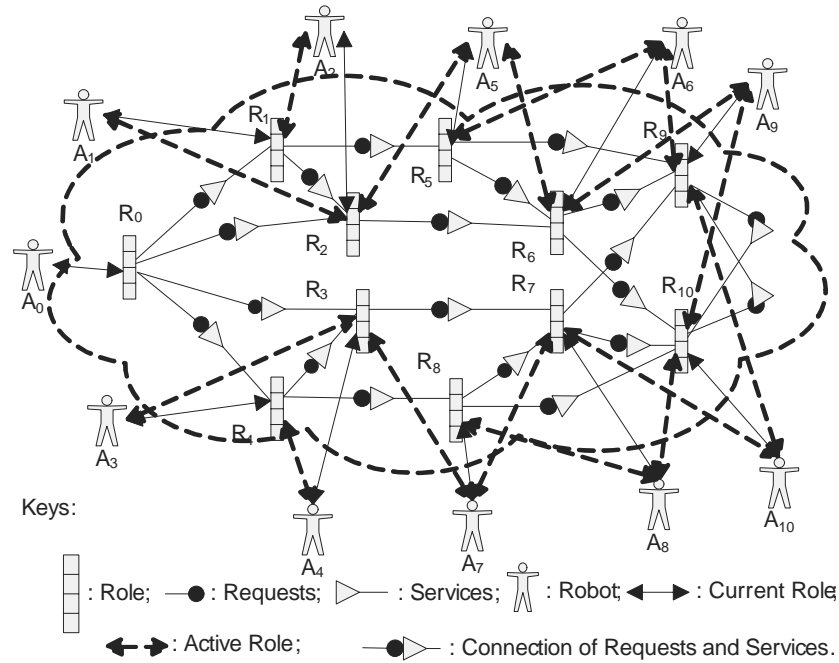 A2
A5
A6
A9
A1
R1
R9
R5
R0
R2
R6
A0
R3
R7
R10
R8
A3
R4
Keys:
A4
A7
A8
A10
: Role; : Requests; : Services; : Robot; : Current Role;
: Active Role; : Connection of Requests and Services.